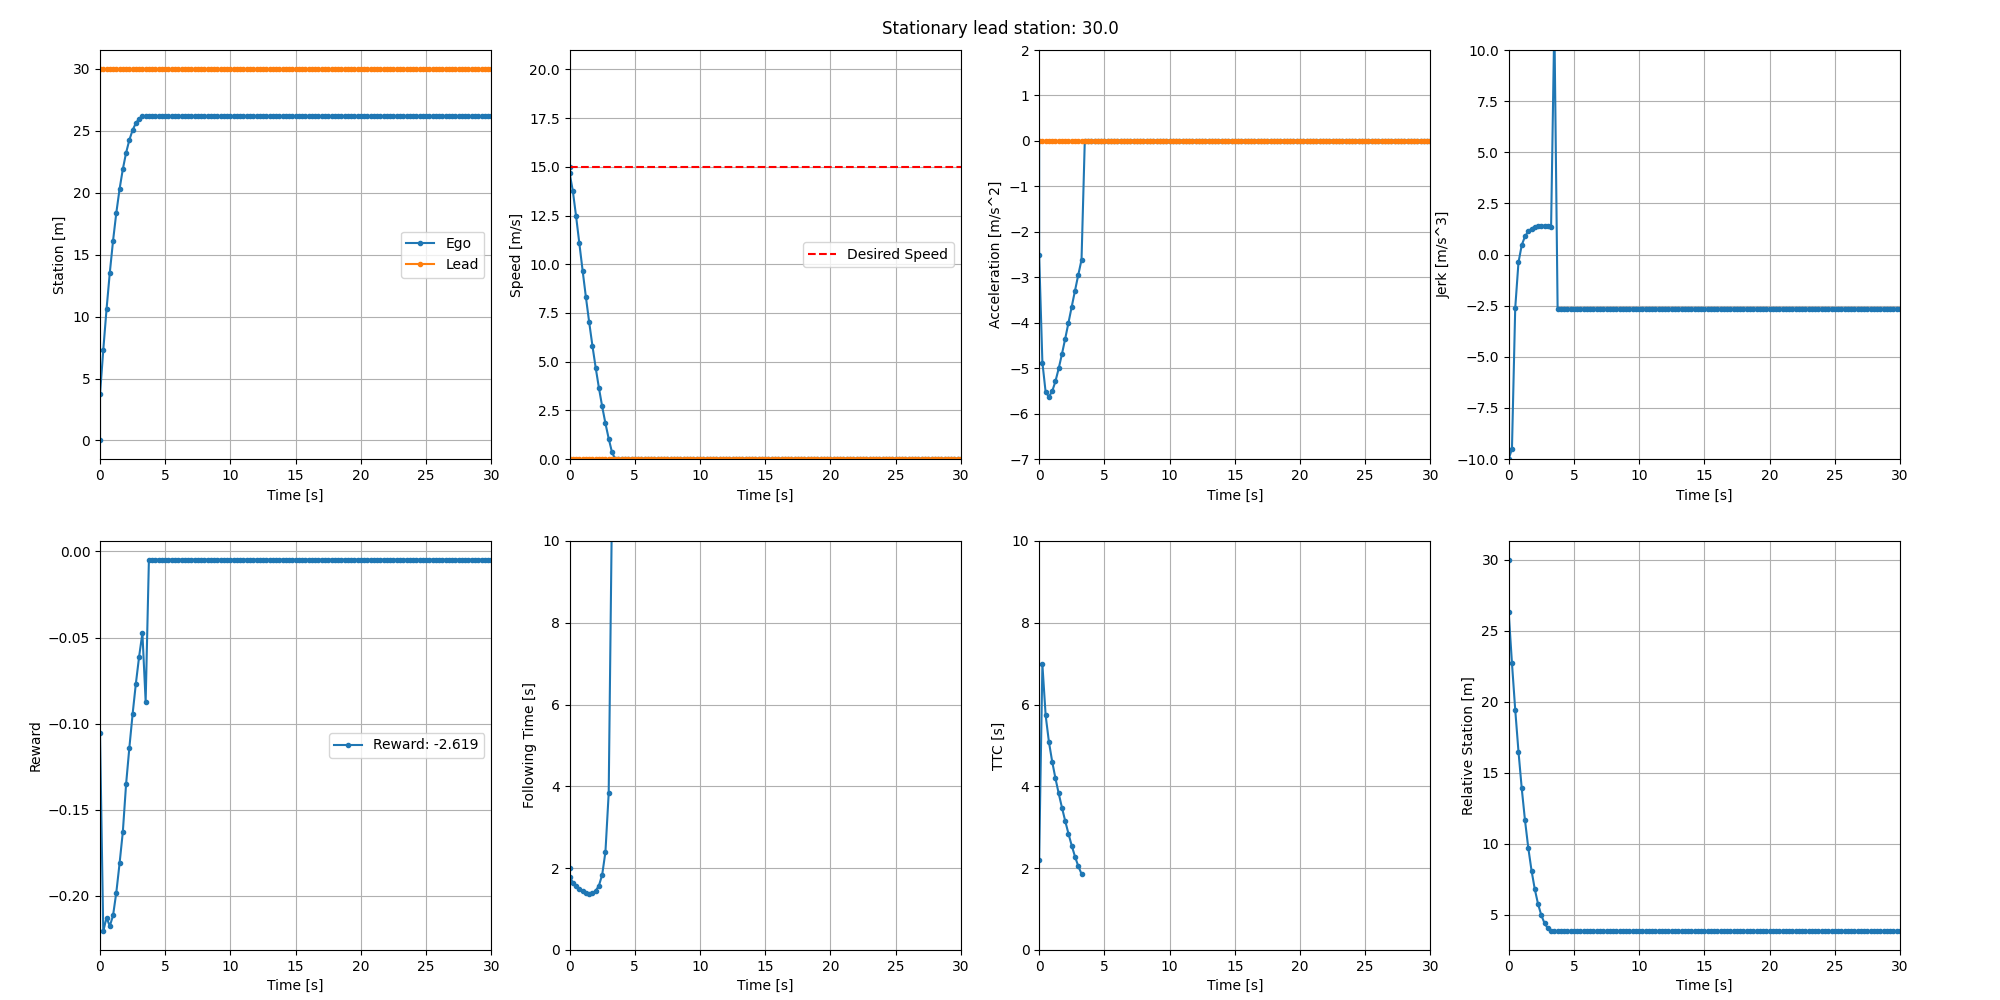 Stationary lead station: 30.0
Station [m]
30
25
20
15
10
5
0
Ego
Lead
0 5 10 15 20 25 30
Time [s]
Speed [m/s]
20.0
17.5
15.0
12.5
10.0
7.5
5.0
2.5
0.0
Desired Speed
0 5 10 15 20 25 30
Time [s]
Acceleration [m/s^2]
2
1
0
−1
−2
−3
−4
−5
−6
−7
0 5 10 15 20 25 30
Time [s]
Jerk [m/s^3]
10.0
7.5
5.0
2.5
0.0
−2.5
−5.0
−7.5
−10.0
0 5 10 15 20 25 30
Time [s]
Reward
0.00
−0.05
−0.10
−0.15
−0.20
Reward: -2.619
0 5 10 15 20 25 30
Time [s]
Following Time [s]
10
8
6
4
2
0
0 5 10 15 20 25 30
Time [s]
TTC [s]
10
8
6
4
2
0
0 5 10 15 20 25 30
Time [s]
Relative Station [m]
30
25
20
15
10
5
0 5 10 15 20 25 30
Time [s]